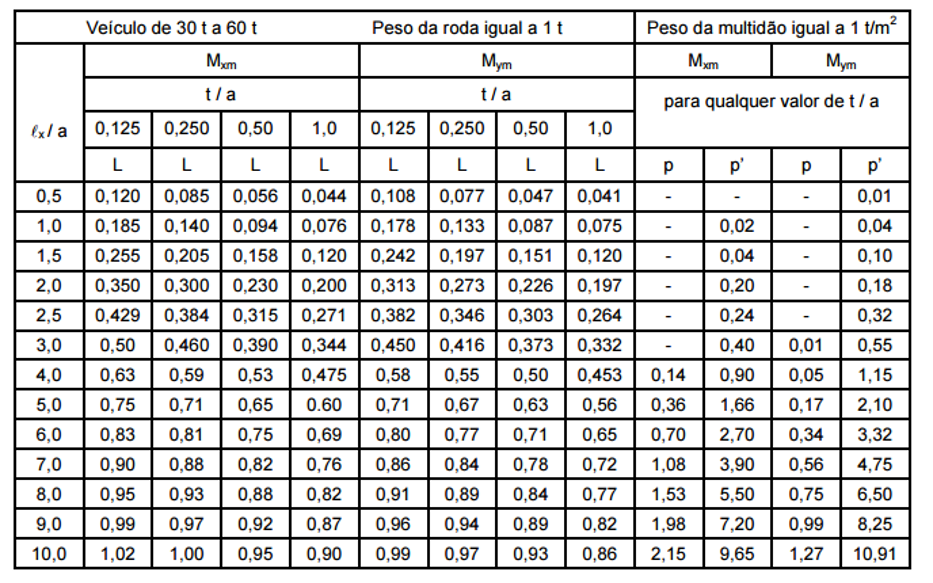 Veículo de 30 t a 60 t Peso da roda igual a 1 t Peso da multidão igual a 1 t/m²
Mxm Mym Mxm Mym
t / a t / a para qualquer valor de t / a
ℓx / a 0,125 0,250 0,50 1,0 0,125 0,250 0,50 1,0
L L L L L L L L p p' p p'
0,5 0,120 0,085 0,056 0,044 0,108 0,077 0,047 0,041 - - - 0,01
1,0 0,185 0,140 0,094 0,076 0,178 0,133 0,087 0,075 - 0,02 - 0,04
1,5 0,255 0,205 0,158 0,120 0,242 0,197 0,151 0,120 - 0,04 - 0,10
2,0 0,350 0,300 0,230 0,200 0,313 0,273 0,226 0,197 - 0,20 - 0,18
2,5 0,429 0,384 0,315 0,271 0,382 0,346 0,303 0,264 - 0,24 - 0,32
3,0 0,50 0,460 0,390 0,344 0,450 0,416 0,373 0,332 - 0,40 0,01 0,55
4,0 0,63 0,59 0,53 0,475 0,58 0,55 0,50 0,453 0,14 0,90 0,05 1,15
5,0 0,75 0,71 0,65 0.60 0,71 0,67 0,63 0,56 0,36 1,66 0,17 2,10
6,0 0,83 0,81 0,75 0,69 0,80 0,77 0,71 0,65 0,70 2,70 0,34 3,32
7,0 0,90 0,88 0,82 0,76 0,86 0,84 0,78 0,72 1,08 3,90 0,56 4,75
8,0 0,95 0,93 0,88 0,82 0,91 0,89 0,84 0,77 1,53 5,50 0,75 6,50
9,0 0,99 0,97 0,92 0,87 0,96 0,94 0,89 0,82 1,98 7,20 0,99 8,25
10,0 1,02 1,00 0,95 0,90 0,99 0,97 0,93 0,86 2,15 9,65 1,27 10,91